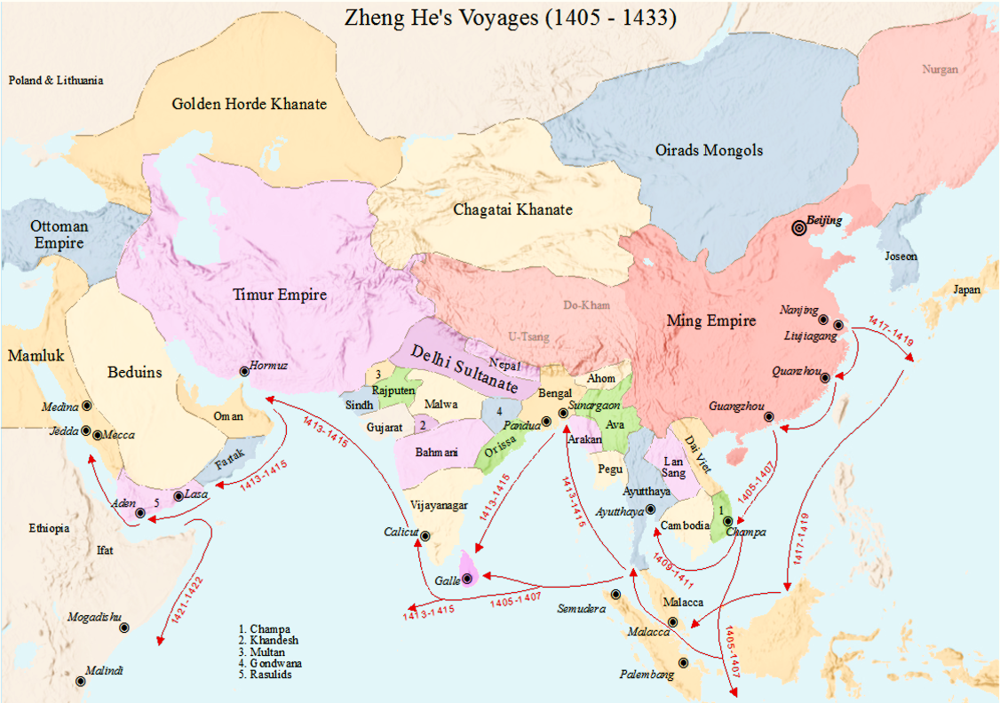 Zheng He's Voyages (1405 - 1433)
Nurgan
Poland & Lithuania
Golden Horde Khanate
Oirads Mongols
Chagatai Khanate
Beijing
Ottoman
Empire
Joseon
Timur Empire
Japan
Do-Kham
Ming Empire
Nanjing
Liujiagang
1417-1419
U-Tsang
Mamluk
Beduins
Hormuz
Delhi Sultanate
Nepal
Quanzhou
3
Rajputen
Ahom
Bengal
Sindh
Malwa
Medina
Oman
4
Sunargaon
Guangzhou
Jedda
Mecca
1413-1415
Gujarat
2
Pandua
Ava
Arakan
Orissa
Dai Viet
Bahmani
Fartak
Pegu
Lan
Sang
1413-1415
1405-1407
Lasa
Aden
5
1413-1415
1413-1415
Ayutthaya
Vijayanagar
Ayutthaya
1
Cambodia
Champa
Ethiopia
Calicut
Ifat
1417-1419
1409-1411
Galle
1421-1422
1405-1407
1413-1415
Semudera
Malacca
Mogadishu
Malacca
1405-1407
Malindi
Palembang
1. Champa
2. Khandesh
3. Multan
4. Gondwana
5. Rasulids